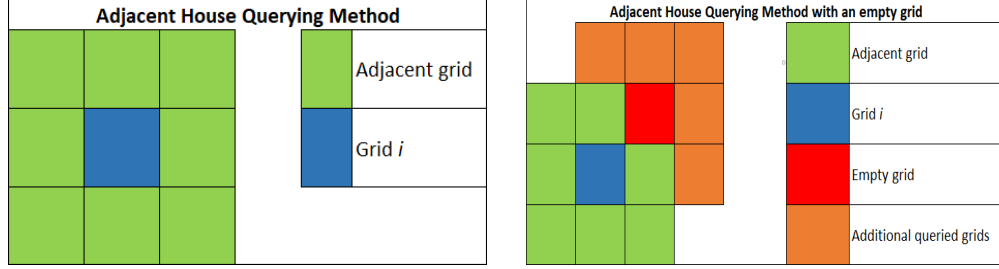 Adjacent House Querying Method
Adjacent grid
Grid i
Adjacent House Querying Method with an empty grid
Adjacent grid
Grid i
Empty grid
Additional queried grids